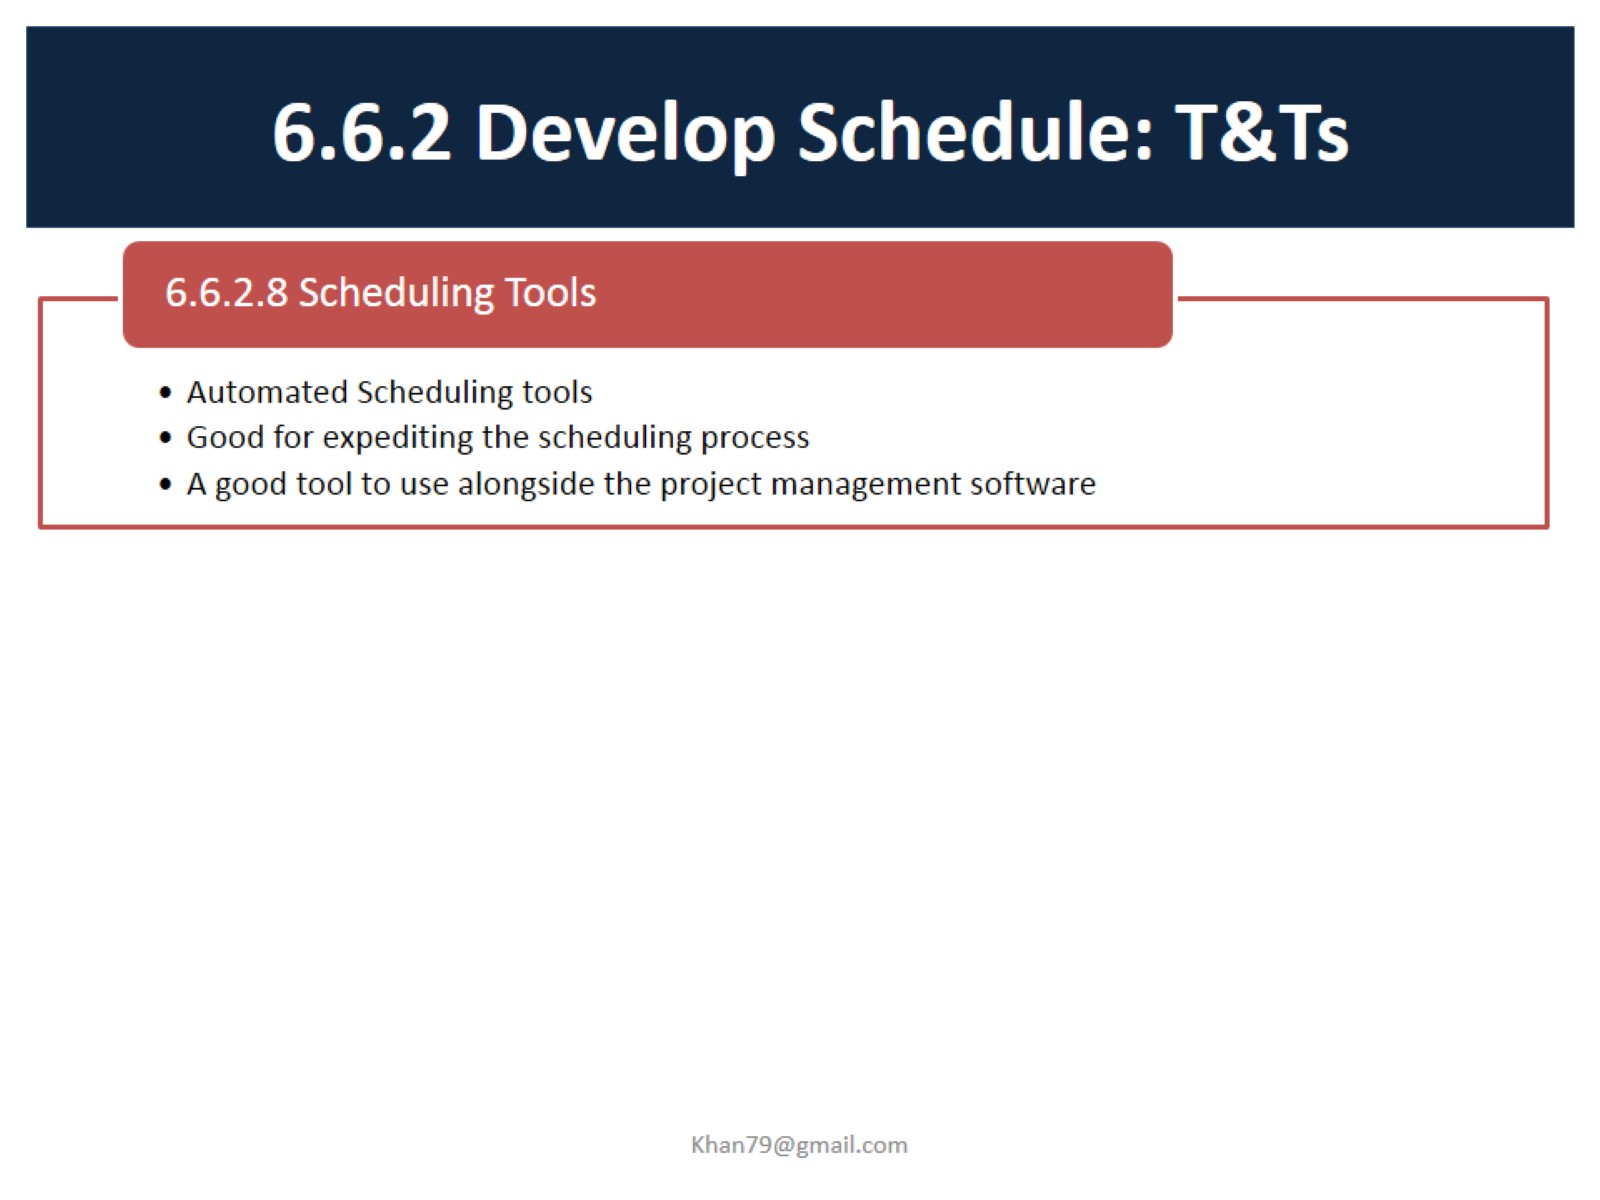 6.6.2 Develop Schedule: T&Ts
6.6.2.8 Scheduling Tools
• Automated Scheduling tools
• Good for expediting the scheduling process
• A good tool to use alongside the project management software
Khan79@gmail.com